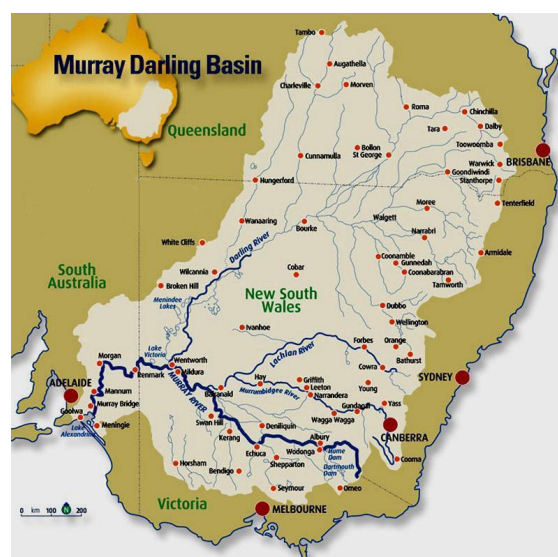 Murray Darling Basin
Tambo
Augathella
Charleville
Morven
Roma
Chinchilla
Queensland
Tara
Dalby
Toowoomba
BRISBANE
Bollon
St George
Cunnamulla
Warwick
Goondiwindi
Stanthorpe
Hungerford
Tenterfield
Moree
Wanaaring
Bourke
Walgett
Narrabri
White Cliffs
Darling River
Armidale
Coonamble
Gunnedah
Coonabarabran
South
Australia
Wilcannia
Cobar
Tamworth
Broken Hill
Menindee
Lakes
New South
Wales
Dubbo
Wellington
Ivanhoe
Lake
Victoria
Lachlan River
Forbes
Orange
Bathurst
Morgan
Wentworth
Renmark
Mildura
Cowra
SYDNEY
ADELAIDE
Mannum
MURRAY RIVER
Hay
Griffith
Leeton
Young
Balranald
Murrumbidgee River
Narrandera
Goolwa
Murray Bridge
Gundagai
Yass
Lake
Alexandrina
Meningie
Swan Hill
Wagga Wagga
Kerang
Deniliquin
CANBERRA
Albury
Echuca
Wodonga
Hume
Dam
Cooma
Horsham
Bendigo
Shepparton
Dartmouth
Dam
Victoria
Seymour
Omeo
MELBOURNE
km
N
0 100 200